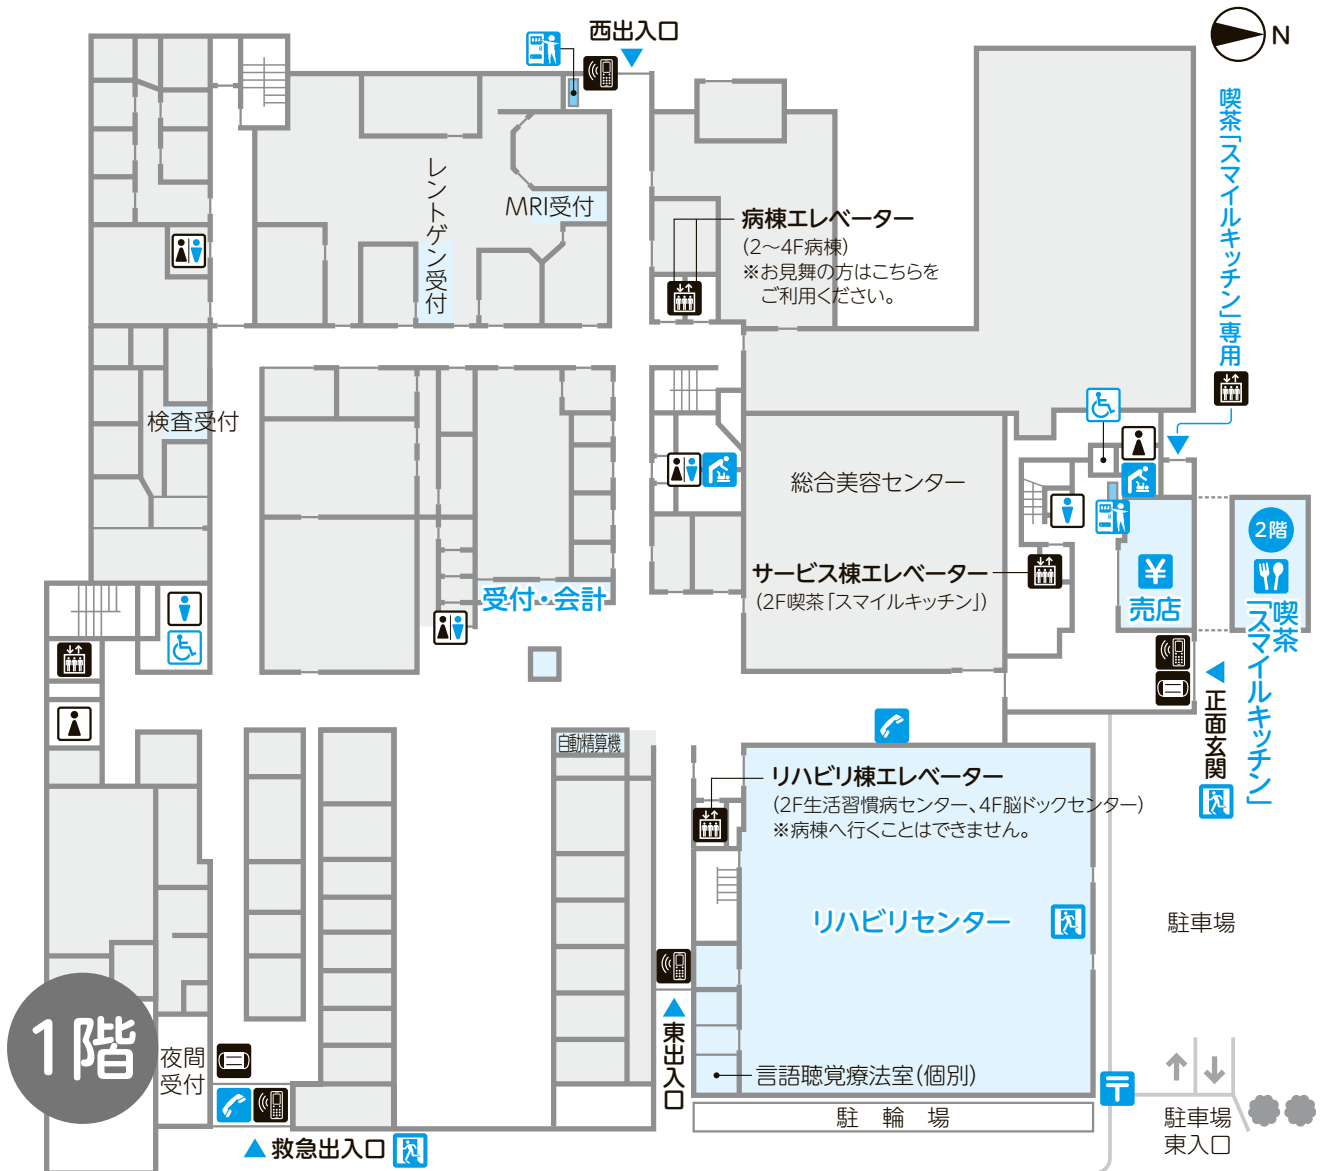 西出入口
N
喫茶「スマイルキッチン」専用
レントゲン受付
MRI受付
病棟エレベーター
(2〜4F病棟)
※お見舞の方はこちらを
ご利用ください。
検査受付
総合美容センター
サービス棟エレベーター
(2F喫茶「スマイルキッチン」)
受付・会計
¥
売店
2階
喫茶
「スマイルキッチン」
正面玄関
自動精算機
リハビリ棟エレベーター
(2F生活習慣病センター、4F脳ドックセンター)
※病棟へ行くことはできません。
リハビリセンター
駐車場
1階
夜間
受付
東出入口
言語聴覚療法室(個別)
〒
駐輪場
駐車場
東入口
救急出入口